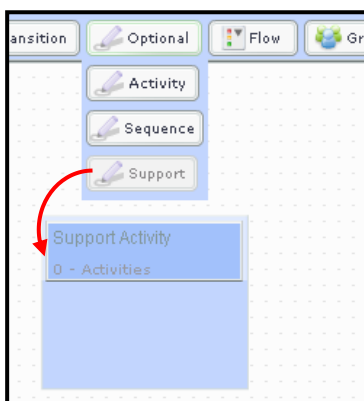 ansition Optional Flow Gr
Activity
Sequence
Support
Support Activity
0 - Activities